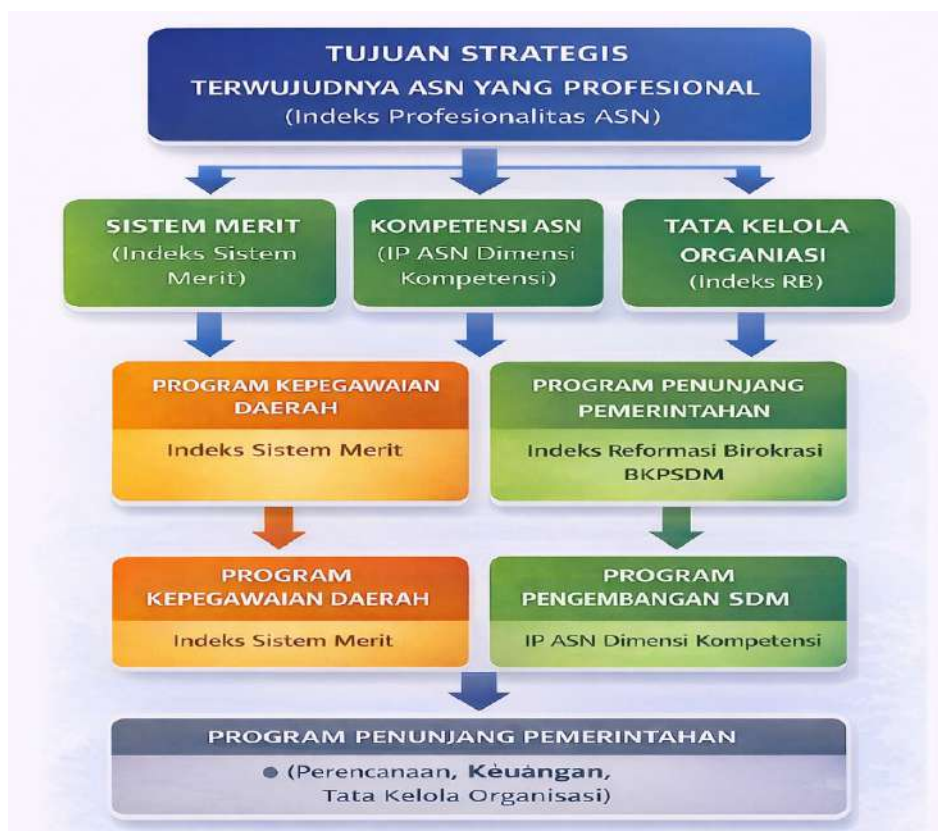 TUJUAN STRATEGIS
TERWUJUDNYA ASN YANG PROFESIONAL
(Indeks Profesionalitas ASN)
SISTEM MERIT
(Indeks Sistem
Merit)
KOMPETENSI ASN
(IP ASN Dimensi
Kompetensi)
TATA KELOLA
ORGANIASI
(Indeks RB)
PROGRAM KEPEGAWAIAN
DAERAH
Indeks Sistem Merit
PROGRAM PENUNJANG
PEMERINTAHAN
Indeks Reformasi Birokrasi
BKPSDM
PROGRAM
KEPEGAWAIAN DAERAH
Indeks Sistem Merit
PROGRAM
PENGEMBANGAN SDM
IP ASN Dimensi Kompetensi
PROGRAM PENUNJANG PEMERINTAHAN
• (Perencanaan, Kèuángan,
Tata Kelola Organisasi)